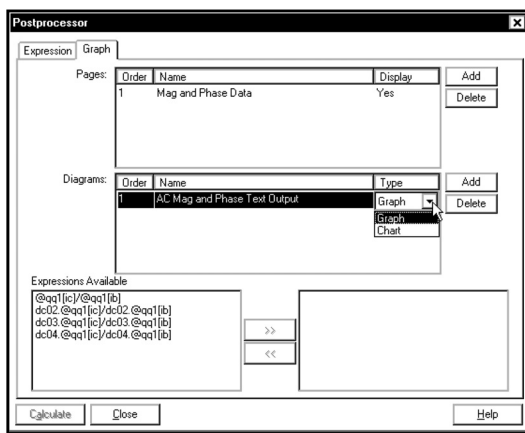 Postprocessor
Expression Graph
Pages: Order Name Display Add
1 Mag and Phase Data Yes Delete
Diagrams: Order Name Type Add
1 AC Mag and Phase Text Output Graph Delete
Graph
Chart
Expressions Available
@qq1[ic]/@qq1[ib]
dc02.@qq1[ic]/dc02.@qq1[ib]
dc03.@qq1[ic]/dc03.@qq1[ib]
dc04.@qq1[ic]/dc04.@qq1[ib]
>>
<<
Calculate Close Help